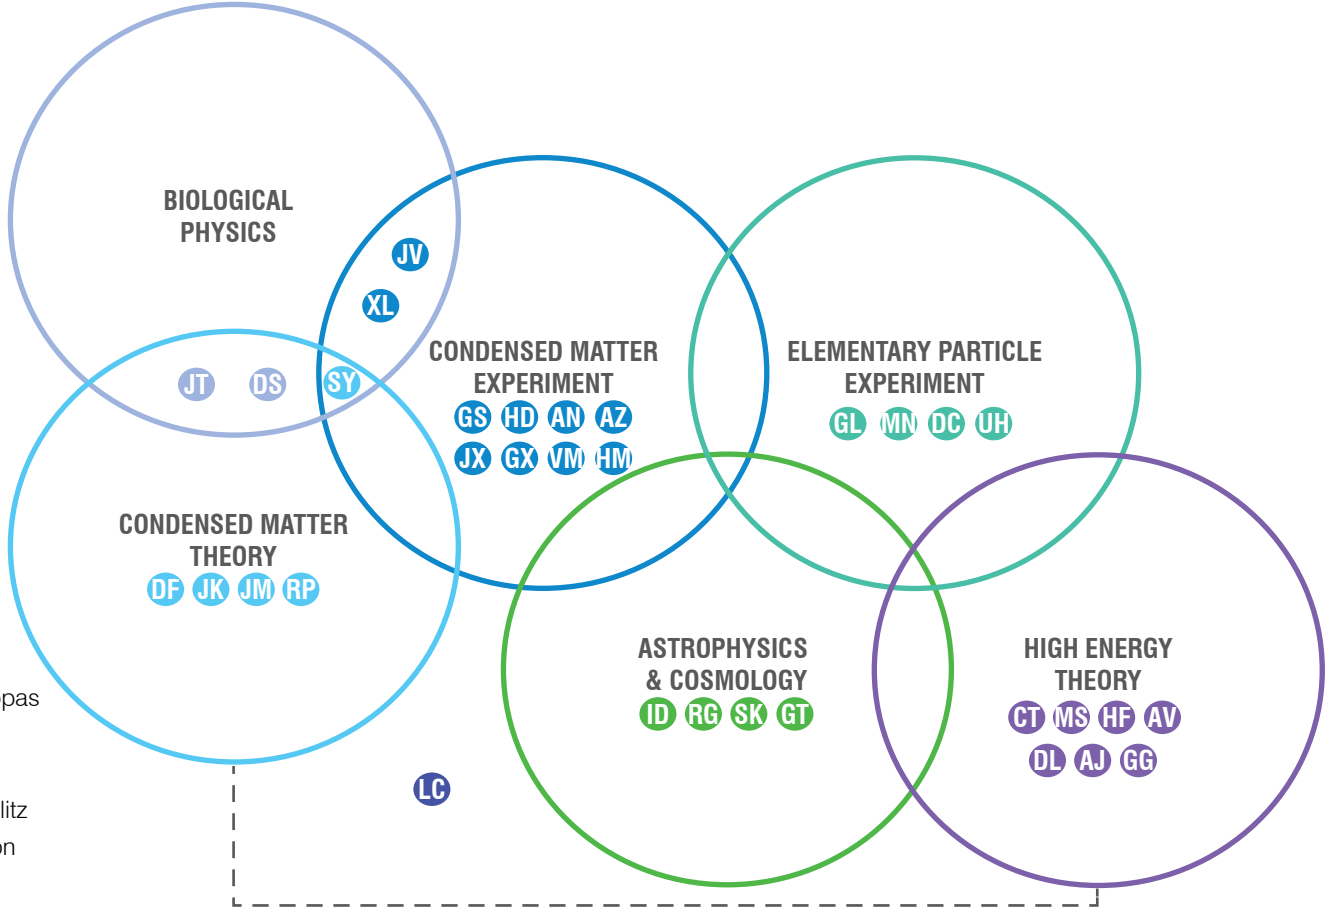 BIOLOGICAL
PHYSICS
JV
XL
JT DS SY
CONDENSED MATTER
EXPERIMENT
GS HD AN AZ
JX GX VM HM
ELEMENTARY PARTICLE
EXPERIMENT
GL MN DC UH
CONDENSED MATTER
THEORY
DF JK JM RP
ASTROPHYSICS
& COSMOLOGY
ID RG SK GT
HIGH ENERGY
THEORY
CT MS HF AV
DL AJ GG
LC
pas
litz
on